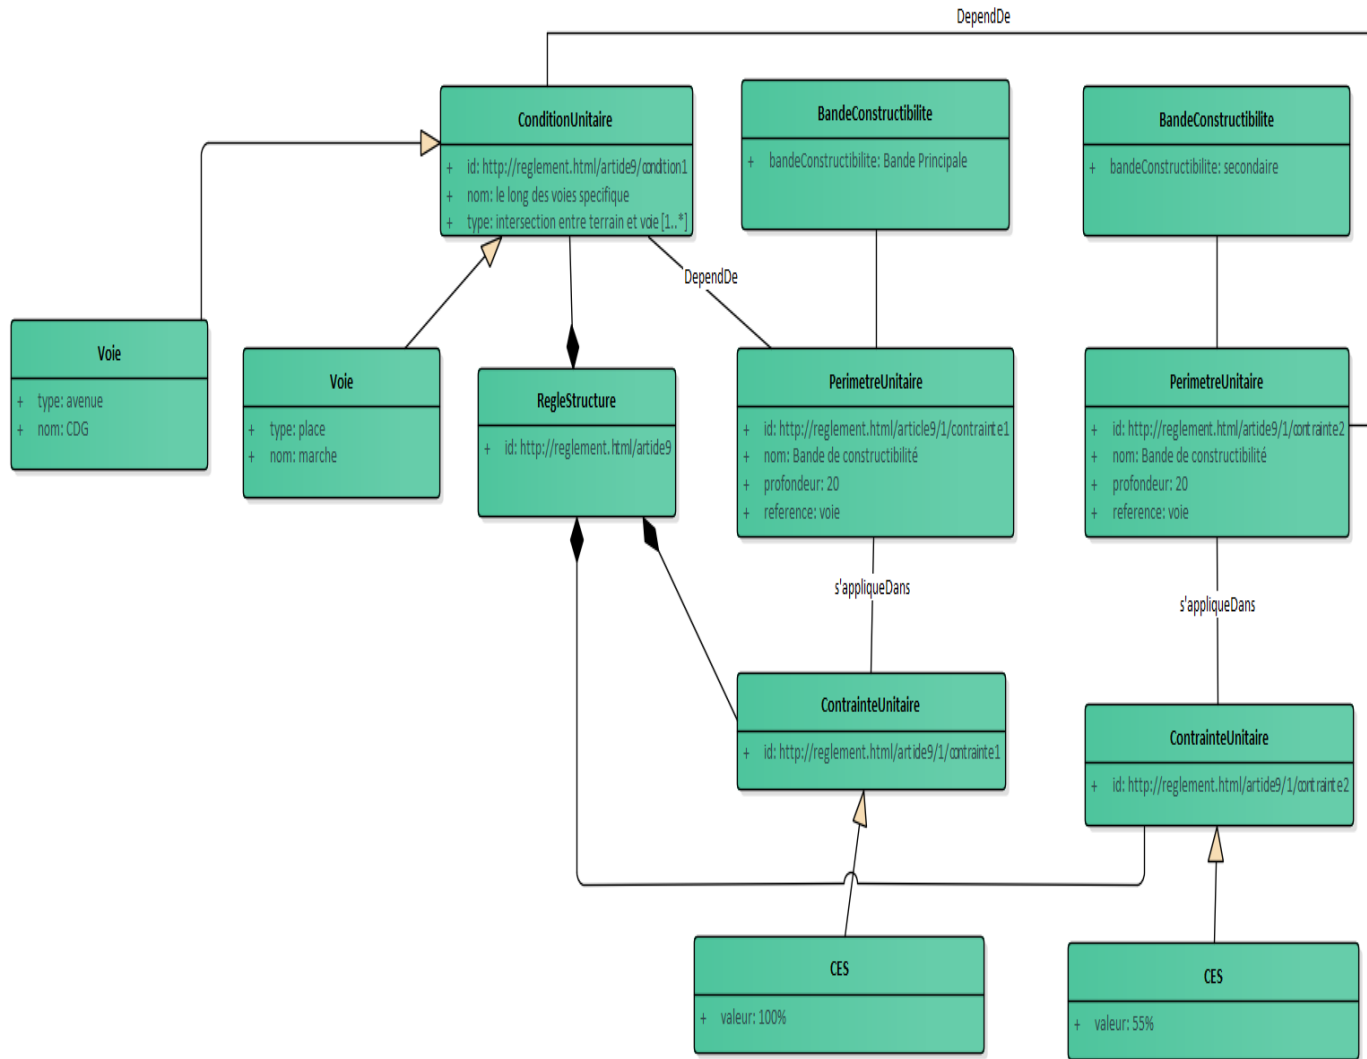 DependDe
ConditionUnitaire
+ id: http://reglement.html/article9/condition1
+ nom: le long des voies specifique
+ type: intersection entre terrain et voie [1..*]
BandeConstructibilite
+ bandeConstructibilite: Bande Principale
BandeConstructibilite
+ bandeConstructibilite: secondaire
DependDe
Voie
+ type: avenue
+ nom: CDG
Voie
+ type: place
+ nom: marche
RegleStructure
+ id: http://reglement.html/article9
PerimetreUnitaire
+ id: http://reglement.html/article9/1/contrainte1
+ nom: Bande de constructibilité
+ profondeur: 20
+ reference: voie
PerimetreUnitaire
+ id: http://reglement.html/article9/1/contrainte2
+ nom: Bande de constructibilité
+ profondeur: 20
+ reference: voie
s'appliqueDans
s'appliqueDans
ContrainteUnitaire
+ id: http://reglement.html/article9/1/contrainte1
ContrainteUnitaire
+ id: http://reglement.html/article9/1/contrainte2
CES
+ valeur: 100%
CES
+ valeur: 55%